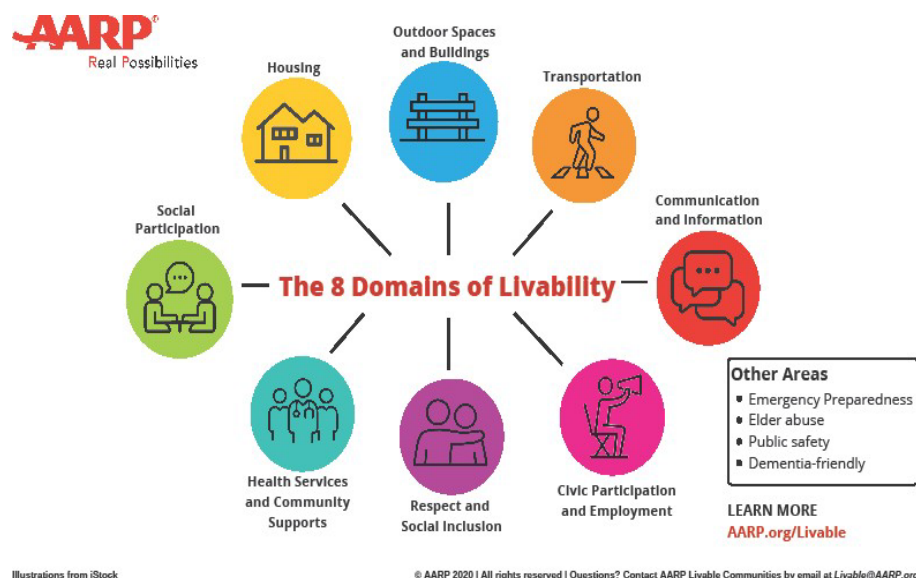 AARP®
Real Possibilities
Housing
Outdoor Spaces
and Buildings
Transportation
Social
Participation
Communication
and Information
The 8 Domains of Livability
Health Services
and Community
Supports
Respect and
Social Inclusion
Civic Participation
and Employment
Other Areas
• Emergency Preparedness
• Elder abuse
• Public safety
• Dementia-friendly
LEARN MORE
AARP.org/Livable
Illustrations from iStock
© AARP 2020 | All rights reserved | Questions? Contact AARP Livable Communities by email at Livable@AARP.org